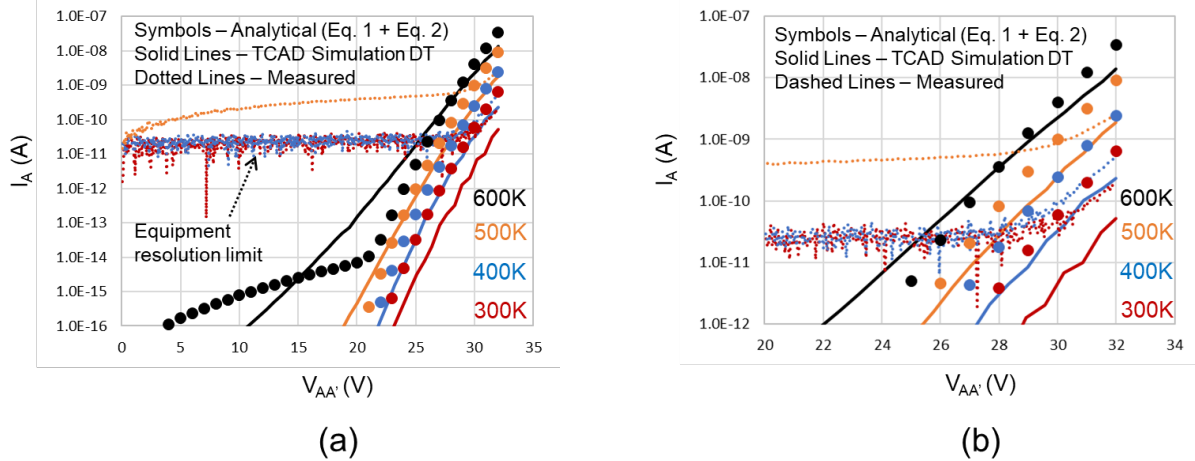 1.0E-07
1.0E-08
1.0E-09
1.0E-10
1.0E-11
1.0E-12
1.0E-13
1.0E-14
1.0E-15
1.0E-16
I_A (A)
Symbols – Analytical (Eq. 1 + Eq. 2)
Solid Lines – TCAD Simulation DT
Dotted Lines – Measured
Equipment
resolution limit
600K
500K
400K
300K
0 5 10 15 20 25 30 35
V_AA' (V)
(a)
1.0E-07
1.0E-08
1.0E-09
1.0E-10
1.0E-11
1.0E-12
I_A (A)
Symbols – Analytical (Eq. 1 + Eq. 2)
Solid Lines – TCAD Simulation DT
Dashed Lines – Measured
600K
500K
400K
300K
20 22 24 26 28 30 32 34
V_AA' (V)
(b)